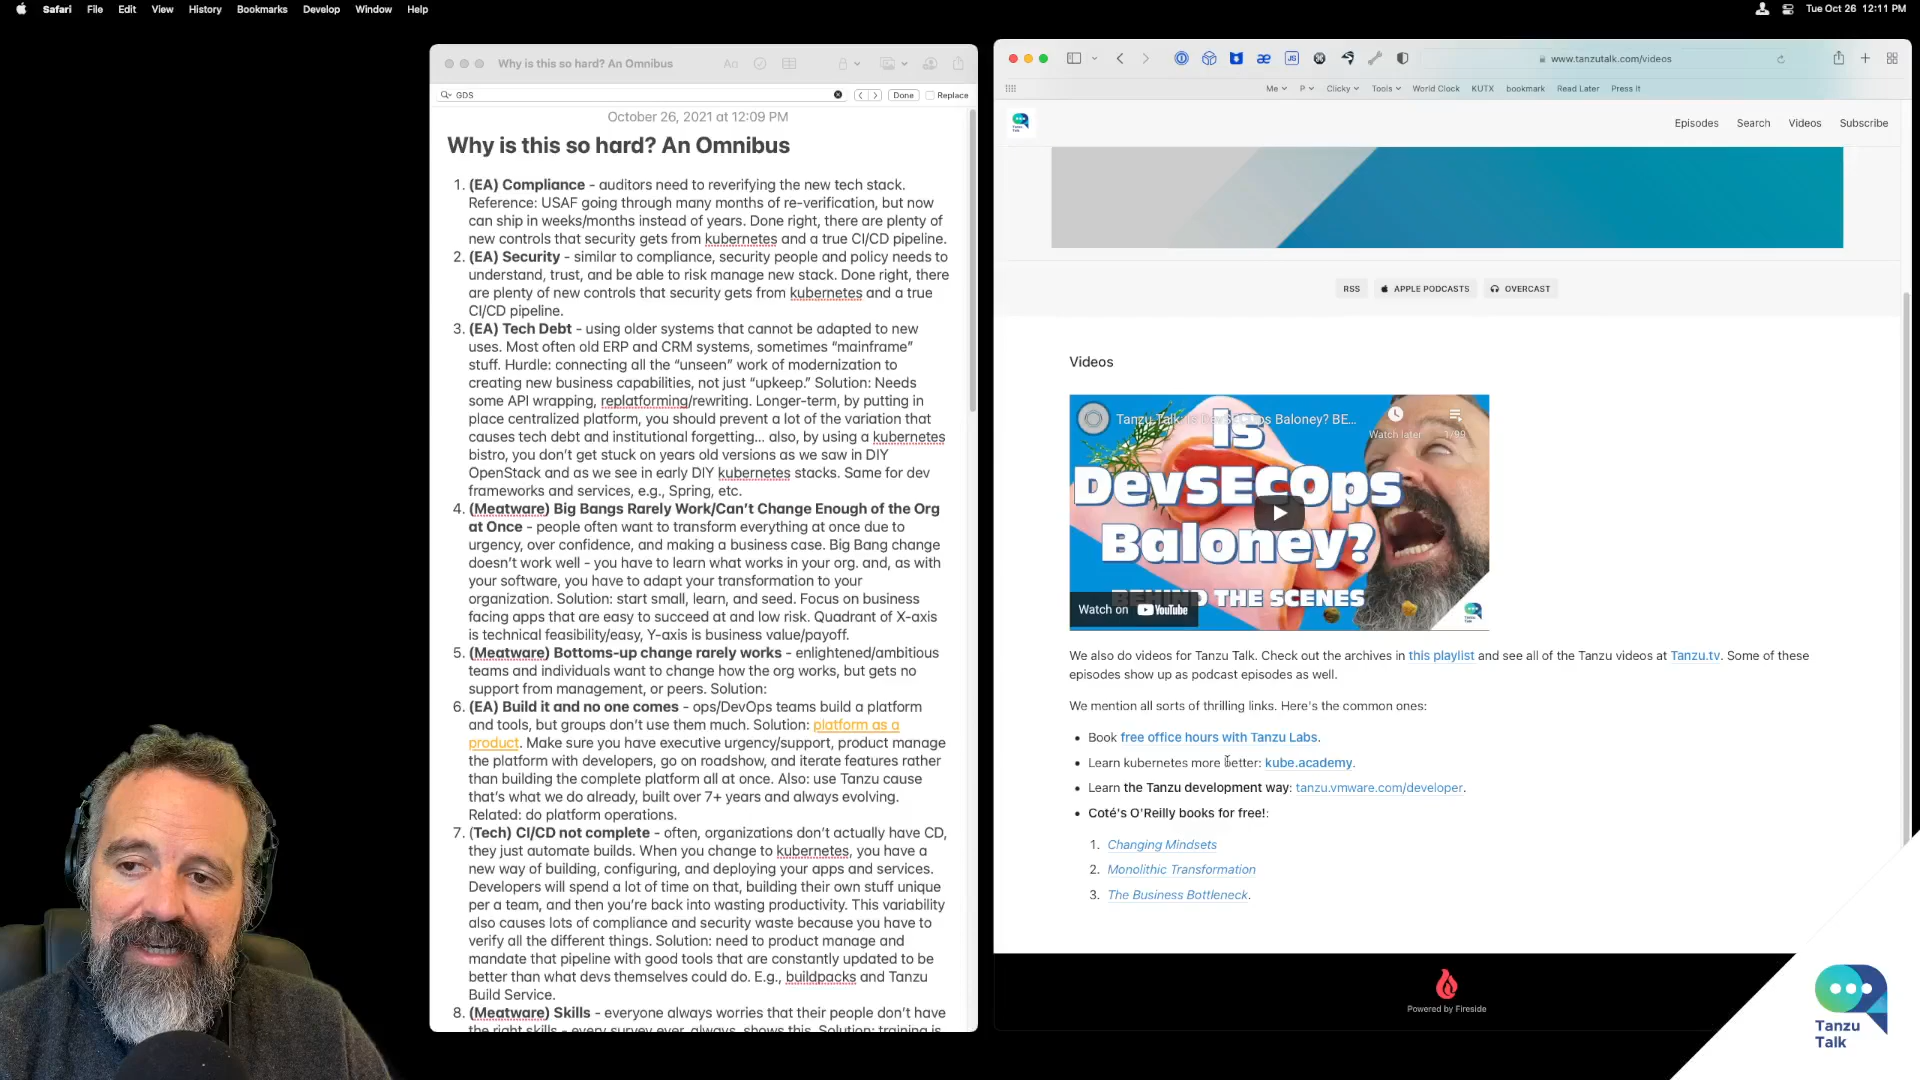 Safari File Edit View History Bookmarks Develop Window Help
Tue Oct 26 12:11 PM
Why is this so hard? An Omnibus
GDS
Done
Replace
October 26, 2021 at 12:09 PM
Why is this so hard? An Omnibus
1. (EA) Compliance - auditors need to reverifying the new tech stack.
Reference: USAF going through many months of re-verification, but now
can ship in weeks/months instead of years. Done right, there are plenty of
new controls that security gets from kubernetes and a true CI/CD pipeline.
2. (EA) Security - similar to compliance, security people and policy needs to
understand, trust, and be able to risk manage new stack. Done right, there
are plenty of new controls that security gets from kubernetes and a true
CI/CD pipeline.
3. (EA) Tech Debt - using older systems that cannot be adapted to new
uses. Most often old ERP and CRM systems, sometimes “mainframe”
stuff. Hurdle: connecting all the “unseen” work of modernization to
creating new business capabilities, not just “upkeep.” Solution: Needs
some API wrapping, replatforming/rewriting. Longer-term, by putting in
place centralized platform, you should prevent a lot of the variation that
causes tech debt and institutional forgetting... also, by using a kubernetes
bistro, you don’t get stuck on years old versions as we saw in DIY
OpenStack and as we see in early DIY kubernetes stacks. Same for dev
frameworks and services, e.g., Spring, etc.
4. (Meatware) Big Bangs Rarely Work/Can’t Change Enough of the Org
at Once - people often want to transform everything at once due to
urgency, over confidence, and making a business case. Big Bang change
doesn’t work well - you have to learn what works in your org. and, as with
your software, you have to adapt your transformation to your
organization. Solution: start small, learn, and seed. Focus on business
facing apps that are easy to succeed at and low risk. Quadrant of X-axis
is technical feasibility/easy, Y-axis is business value/payoff.
5. (Meatware) Bottoms-up change rarely works - enlightened/ambitious
teams and individuals want to change how the org works, but gets no
support from management, or peers. Solution:
6. (EA) Build it and no one comes - ops/DevOps teams build a platform
and tools, but groups don’t use them much. Solution: platform as a
product. Make sure you have executive urgency/support, product manage
the platform with developers, go on roadshow, and iterate features rather
than building the complete platform all at once. Also: use Tanzu cause
that’s what we do already, built over 7+ years and always evolving.
Related: do platform operations.
7. (Tech) CI/CD not complete - often, organizations don’t actually have CD,
they just automate builds. When you change to kubernetes, you have a
new way of building, configuring, and deploying your apps and services.
Developers will spend a lot of time on that, building their own stuff unique
per a team, and then you’re back into wasting productivity. This variability
also causes lots of compliance and security waste because you have to
verify all the different things. Solution: need to product manage and
mandate that pipeline with good tools that are constantly updated to be
better than what devs themselves could do. E.g., buildpacks and Tanzu
Build Service.
8. (Meatware) Skills - everyone always worries that their people don’t have
the right skills - every survey ever, always, shows this. Solution: training is
www.tanzutalk.com/videos
Me P Clicky Tools World Clock KUTX bookmark Read Later Press It
Tanzu Talk
Episodes Search Videos Subscribe
RSS APPLE PODCASTS OVERCAST
Videos
Watch later
1/99
Is
DevSECOps
Baloney?
BEHIND THE SCENES
Watch on YouTube
Tanzu Talk
We also do videos for Tanzu Talk. Check out the archives in this playlist and see all of the Tanzu videos at Tanzu.tv. Some of these
episodes show up as podcast episodes as well.
We mention all sorts of thrilling links. Here's the common ones:
• Book free office hours with Tanzu Labs.
• Learn kubernetes more better: kube.academy.
• Learn the Tanzu development way: tanzu.vmware.com/developer.
• Coté's O'Reilly books for free!:
1. Changing Mindsets
2. Monolithic Transformation
3. The Business Bottleneck.
Powered by Fireside
Tanzu
Talk